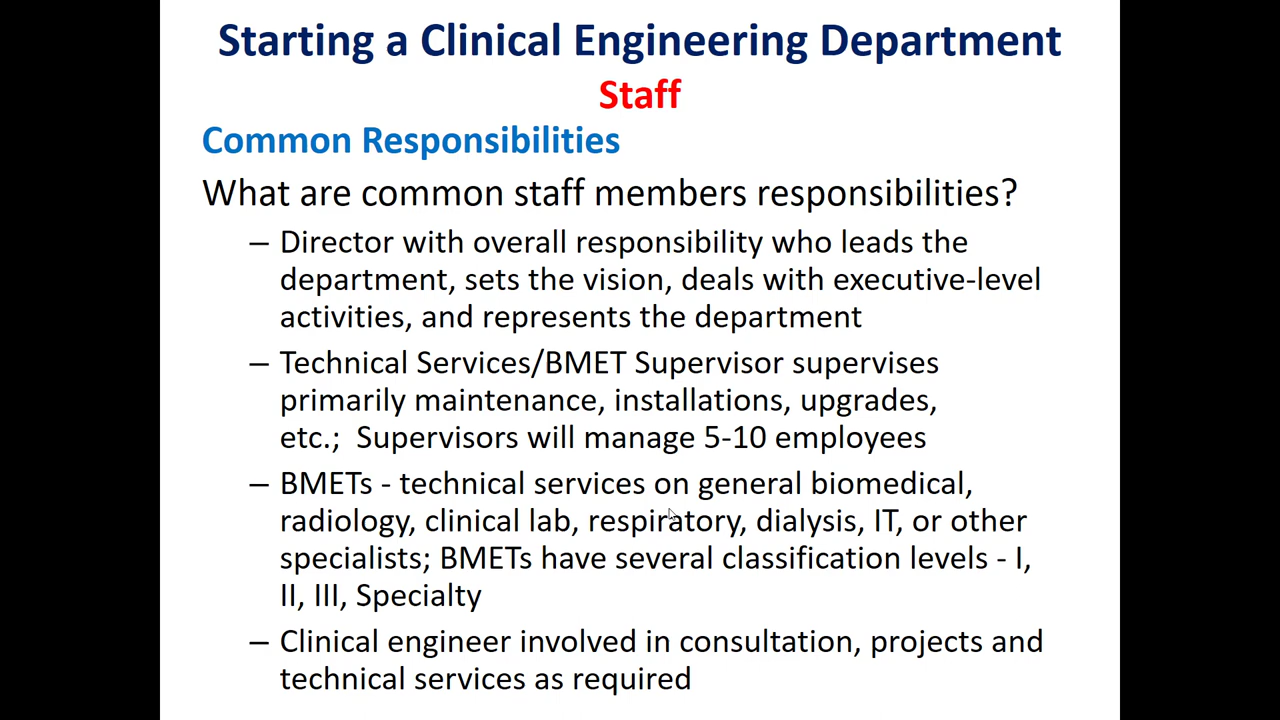 Starting a Clinical Engineering Department
Staff
Common Responsibilities
What are common staff members responsibilities?
– Director with overall responsibility who leads the
department, sets the vision, deals with executive-level
activities, and represents the department
– Technical Services/BMET Supervisor supervises
primarily maintenance, installations, upgrades,
etc.;  Supervisors will manage 5-10 employees
– BMETs - technical services on general biomedical,
radiology, clinical lab, respiratory, dialysis, IT, or other
specialists; BMETs have several classification levels - I,
II, III, Specialty
– Clinical engineer involved in consultation, projects and
technical services as required